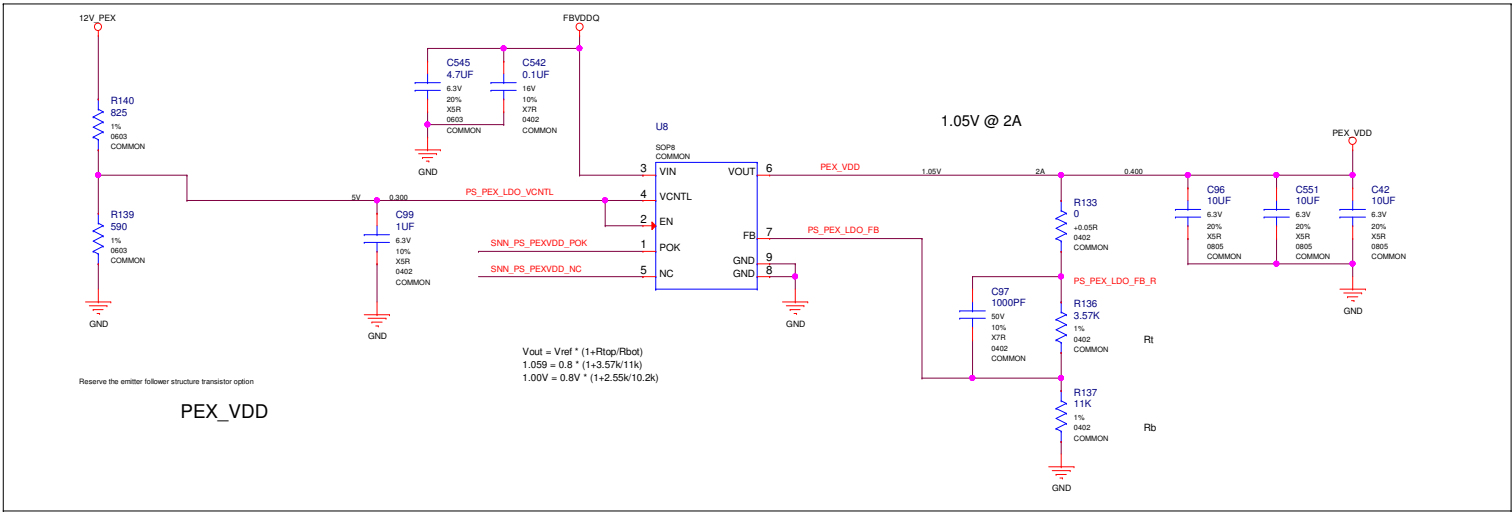 12V_PEX
FBVDDQ
C545
4.7UF
6.3V
20%
X5R
0603
COMMON
C542
0.1UF
16V
10%
X7R
0402
COMMON
GND
R140
825
1%
0603
COMMON
R139
590
1%
0603
COMMON
GND
5V
0.300
PS_PEX_LDO_VCNTL
C99
1UF
6.3V
10%
X5R
0402
COMMON
GND
SNN_PS_PEXVDD_POK
SNN_PS_PEXVDD_NC
U8
SOP8
COMMON
3 VIN
4 VCNTL
2 EN
1 POK
5 NC
VOUT 6
FB 7
GND 9
GND 8
GND
1.05V @ 2A
PEX_VDD
1.05V
2A
0.400
PEX_VDD
PS_PEX_LDO_FB
R133
0
+0.05R
0402
COMMON
PS_PEX_LDO_FB_R
C97
1000PF
50V
10%
X7R
0402
COMMON
R136
3.57K
1%
0402
COMMON
Rt
R137
11K
1%
0402
COMMON
Rb
GND
C96
10UF
6.3V
20%
X5R
0805
COMMON
C551
10UF
6.3V
20%
X5R
0805
COMMON
C42
10UF
6.3V
20%
X5R
0805
COMMON
GND
Vout = Vref * (1+Rtop/Rbot)
1.059 = 0.8 * (1+3.57k/11k)
1.00V = 0.8V * (1+2.55k/10.2k)
Reserve the emitter follower structure transistor option
PEX_VDD